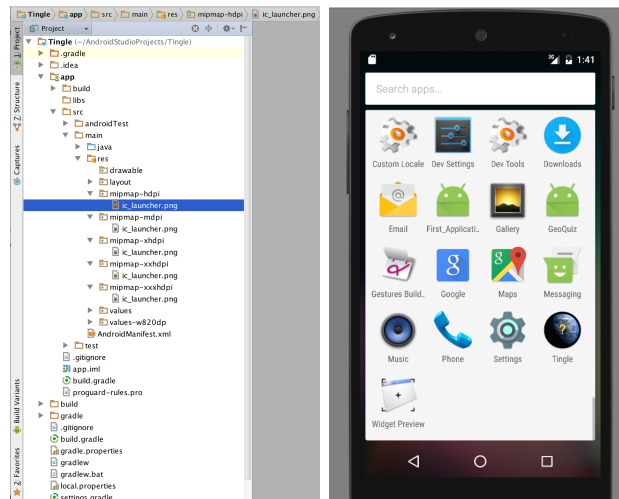 Tingle app src main res mipmap-hdpi ic_launcher.png
Project
1: Project
Z: Structure
Captures
Build Variants
2: Favorites
Tingle (~/AndroidStudioProjects/Tingle)
.gradle
.idea
app
build
libs
src
androidTest
main
java
res
drawable
layout
mipmap-hdpi
ic_launcher.png
mipmap-mdpi
ic_launcher.png
mipmap-xhdpi
ic_launcher.png
mipmap-xxhdpi
ic_launcher.png
mipmap-xxxhdpi
ic_launcher.png
values
values-w820dp
AndroidManifest.xml
test
.gitignore
app.iml
build.gradle
proguard-rules.pro
build
gradle
.gitignore
build.gradle
gradle.properties
gradlew
gradlew.bat
local.properties
settings.gradle
1:41
Search apps...
Custom Locale Dev Settings Dev Tools Downloads
Email First_Applicati.. Gallery GeoQuiz
Gestures Build.. Google Maps Messaging
Music Phone Settings Tingle
Widget Preview